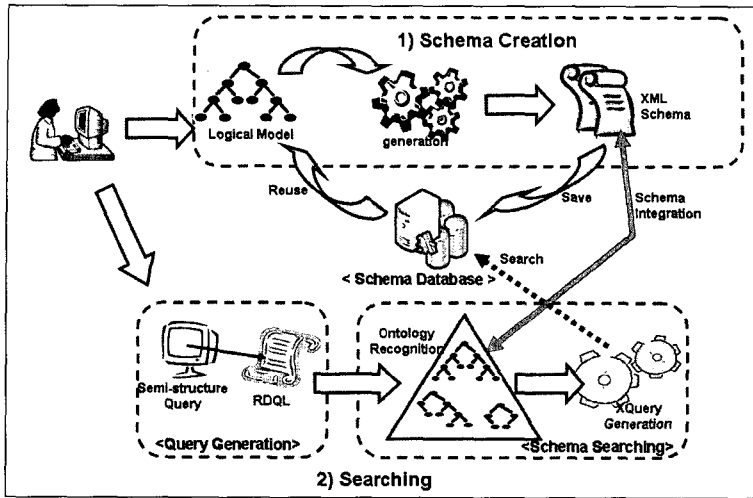 1) Schema Creation
Logical Model
generation
XML
Schema
Reuse
Save
Schema
Integration
< Schema Database >
Search
Ontology
Recognition
Semi-structure
Query
RDQL
XQuery
Generation
<Query Generation>
<Schema Searching>
2) Searching